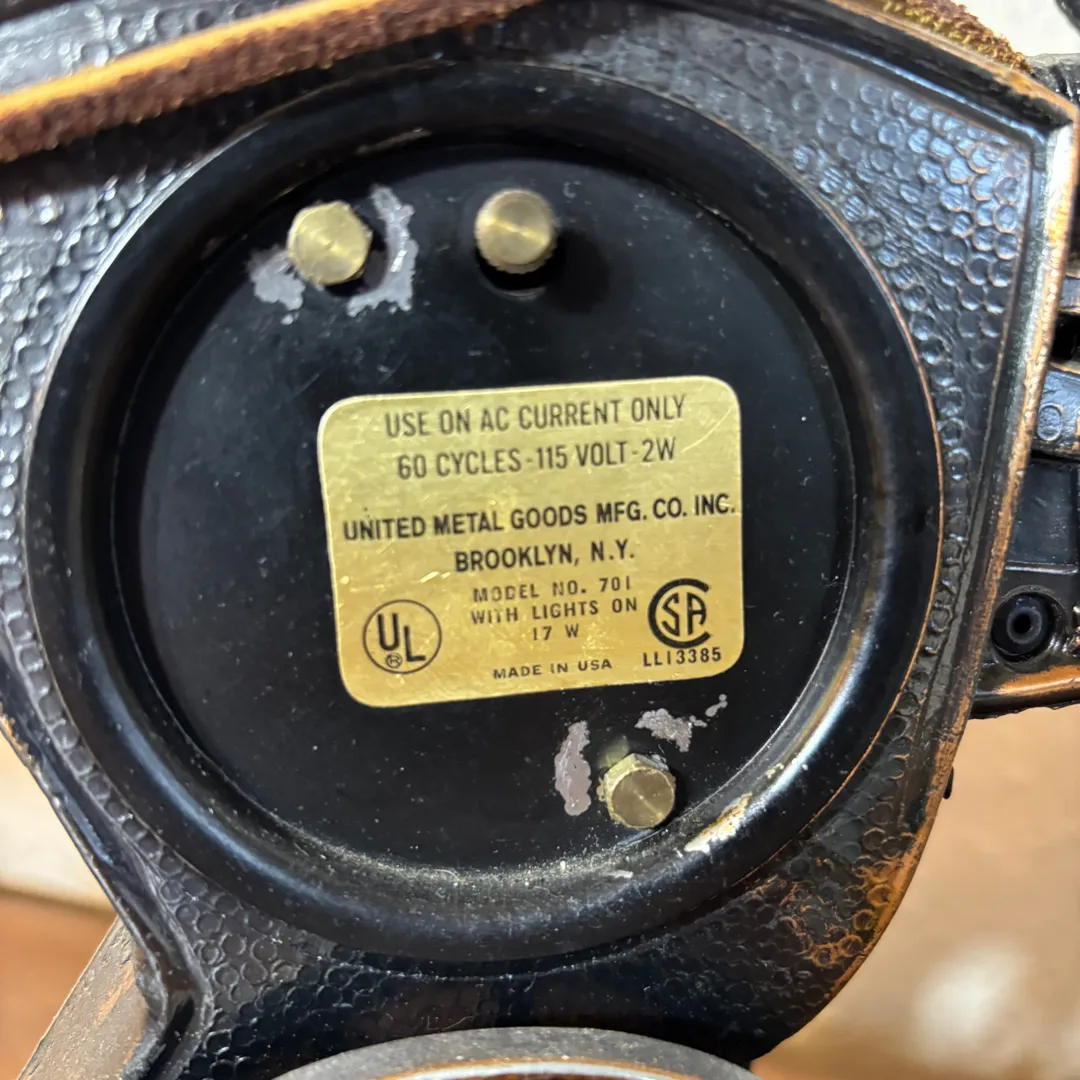 USE ON AC CURRENT ONLY
60 CYCLES-115 VOLT-2W
UNITED METAL GOODS MFG. CO. INC.
BROOKLYN, N.Y.
MODEL NO. 701
WITH LIGHTS ON
17 W
UL
®
SA
LL13385
MADE IN USA